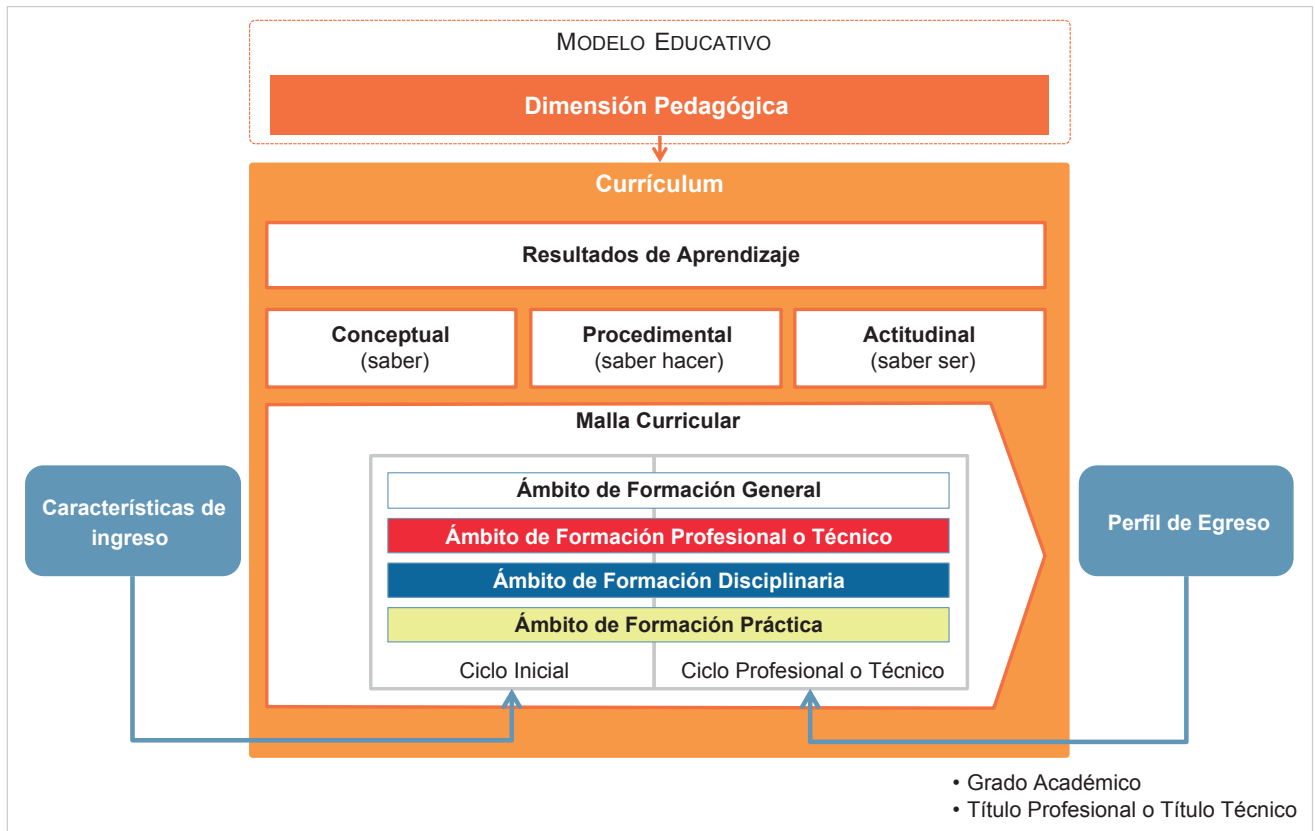 MODELO EDUCATIVO
Dimensión Pedagógica
Currículum
Resultados de Aprendizaje
Conceptual
(saber)
Procedimental
(saber hacer)
Actitudinal
(saber ser)
Malla Curricular
Características de
ingreso
Ámbito de Formación General
Ámbito de Formación Profesional o Técnico
Ámbito de Formación Disciplinaria
Ámbito de Formación Práctica
Ciclo Inicial
Ciclo Profesional o Técnico
Perfil de Egreso
• Grado Académico
• Título Profesional o Título Técnico